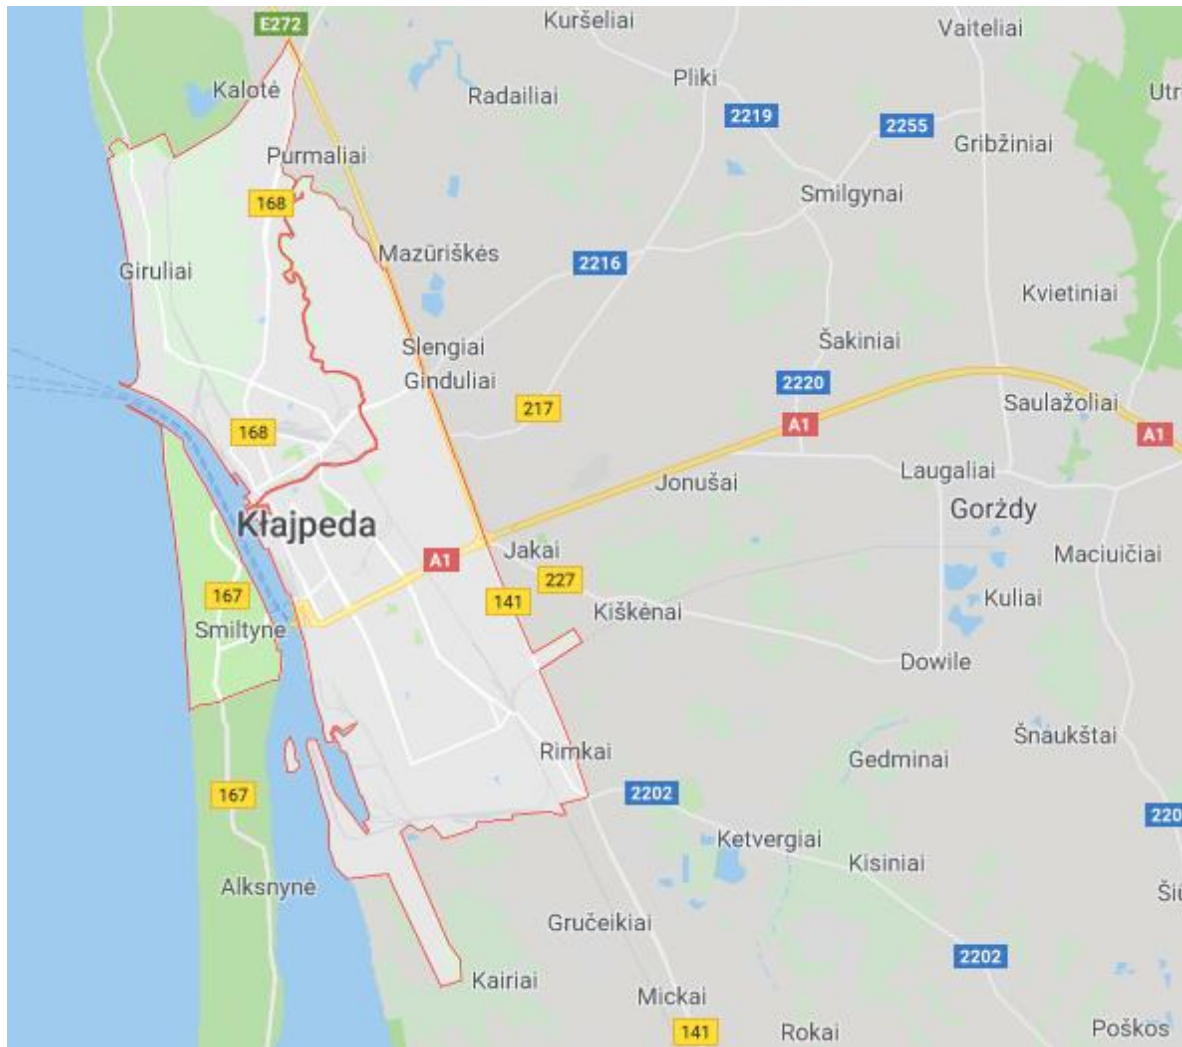 E272
Kuršeliai
Vaiteliai
Kalotė
Radailiai
Pliki
Utr
2219
2255
Purmaliai
Gribžiniai
168
Smilgynai
Giruliai
Mazūriškės
2216
Kvietiniai
Slengiai
Šakiniai
Ginduliai
2220
217
Saulažoliai
168
A1
A1
Laugaliai
Jonušai
Kłajpeda
Gorżdy
A1
Jakai
Maciuičiai
227
167
141
Kiškėnai
Kuliai
Smiltyne
Dowile
Rimkai
Gedminai
Šnaukštai
167
2202
220
Ketvergiai
Kisiniai
Alksnynė
Šiū
Gručeikiai
2202
Kairiai
Mickai
141
Rokai
Poškos